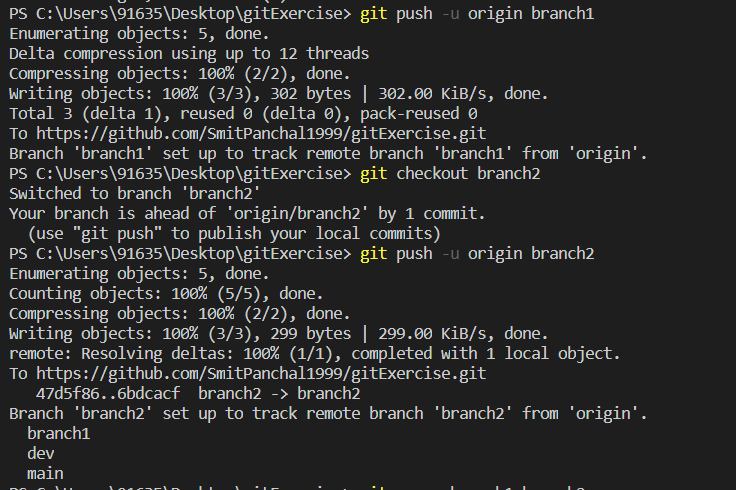 PS C:\Users\91635\Desktop\gitExercise> git push -u origin branch1
Enumerating objects: 5, done.
Delta compression using up to 12 threads
Compressing objects: 100% (2/2), done.
Writing objects: 100% (3/3), 302 bytes | 302.00 KiB/s, done.
Total 3 (delta 1), reused 0 (delta 0), pack-reused 0
To https://github.com/SmitPanchal1999/gitExercise.git
Branch 'branch1' set up to track remote branch 'branch1' from 'origin'.
PS C:\Users\91635\Desktop\gitExercise> git checkout branch2
Switched to branch 'branch2'
Your branch is ahead of 'origin/branch2' by 1 commit.
  (use "git push" to publish your local commits)
PS C:\Users\91635\Desktop\gitExercise> git push -u origin branch2
Enumerating objects: 5, done.
Counting objects: 100% (5/5), done.
Compressing objects: 100% (2/2), done.
Writing objects: 100% (3/3), 299 bytes | 299.00 KiB/s, done.
remote: Resolving deltas: 100% (1/1), completed with 1 local object.
To https://github.com/SmitPanchal1999/gitExercise.git
   47d5f86..6bdcacf  branch2 -> branch2
Branch 'branch2' set up to track remote branch 'branch2' from 'origin'.
  branch1
  dev
  main